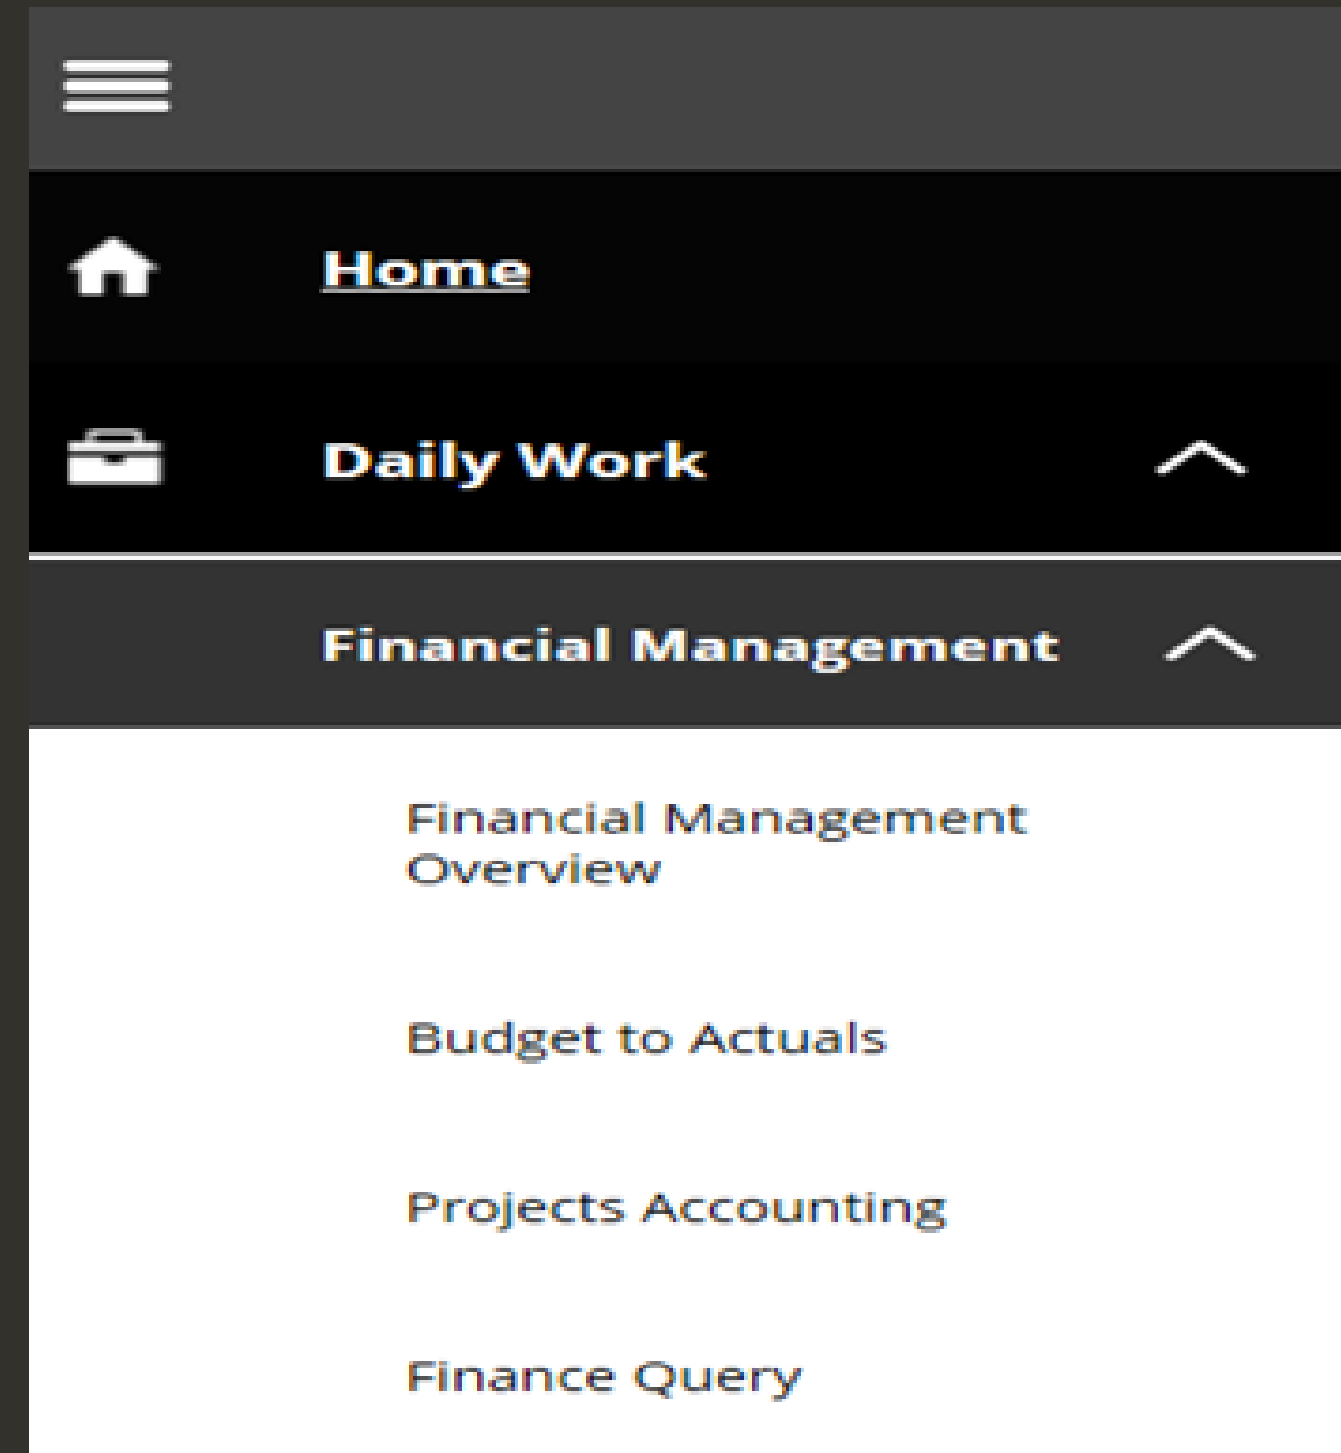 Home
Daily Work
Financial Management
Financial Management
Overview
Budget to Actuals
Projects Accounting
Finance Query